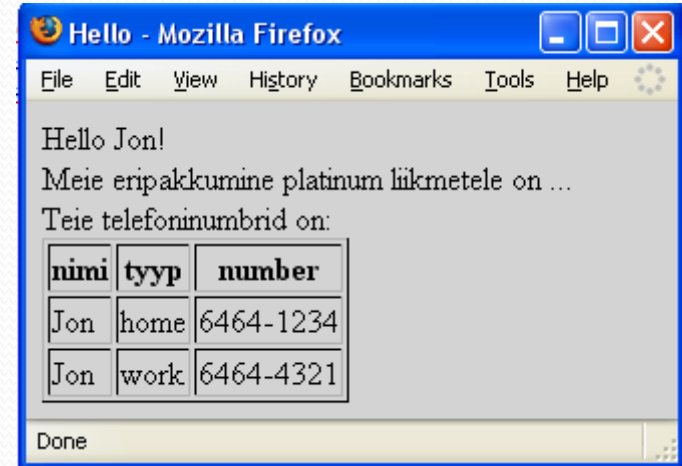 Hello - Mozilla Firefox
File Edit View History Bookmarks Tools Help
Hello Jon!
Meie eripakkumine platinum liikmetele on ...
Teie telefoninumbrid on:
nimi tyyp number
Jon home 6464-1234
Jon work 6464-4321
Done